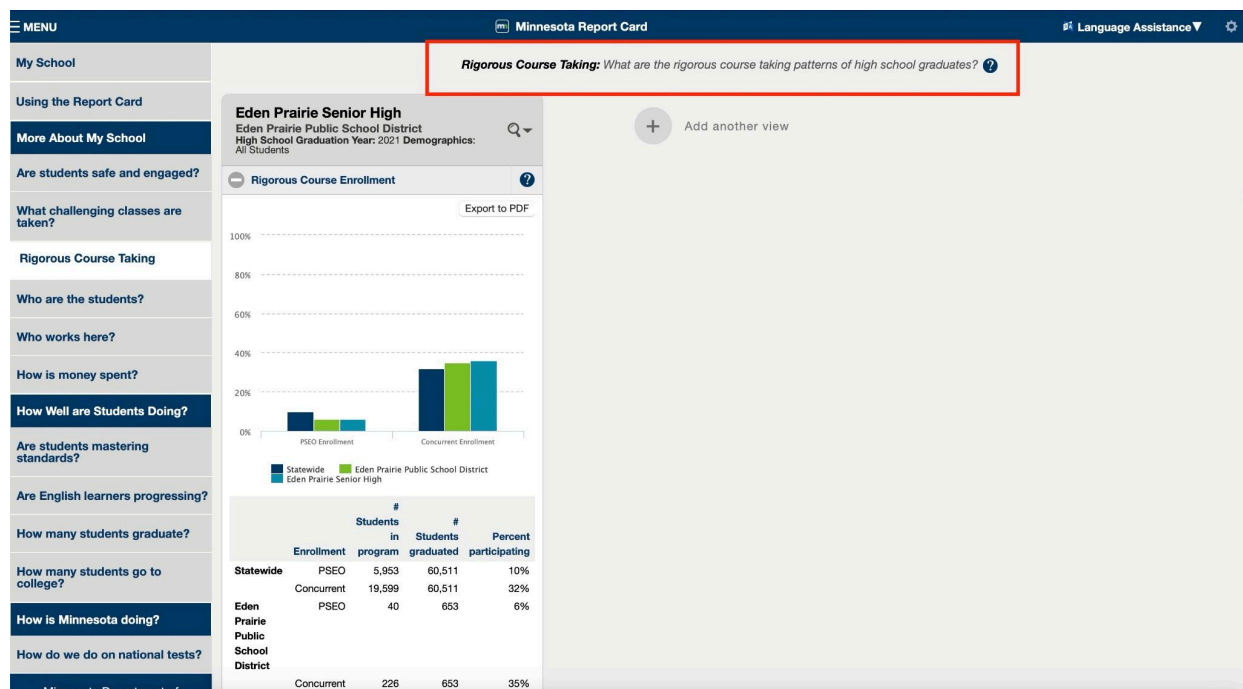 MENU
Minnesota Report Card
Language Assistance▼
My School
Using the Report Card
More About My School
Are students safe and engaged?
What challenging classes are
taken?
Rigorous Course Taking
Who are the students?
Who works here?
How is money spent?
How Well are Students Doing?
Are students mastering
standards?
Are English learners progressing?
How many students graduate?
How many students go to
college?
How is Minnesota doing?
How do we do on national tests?
Rigorous Course Taking: What are the rigorous course taking patterns of high school graduates? ?
Eden Prairie Senior High
Eden Prairie Public School District
High School Graduation Year: 2021 Demographics:
All Students
Add another view
Rigorous Course Enrollment ?
Export to PDF
100%
80%
60%
40%
20%
0%
PSEO Enrollment Concurrent Enrollment
Statewide Eden Prairie Public School District
Eden Prairie Senior High
#
Students #
in Students Percent
Enrollment program graduated participating
Statewide PSEO 5,953 60,511 10%
Concurrent 19,599 60,511 32%
Eden PSEO 40 653 6%
Prairie
Public
School
District
Concurrent 226 653 35%